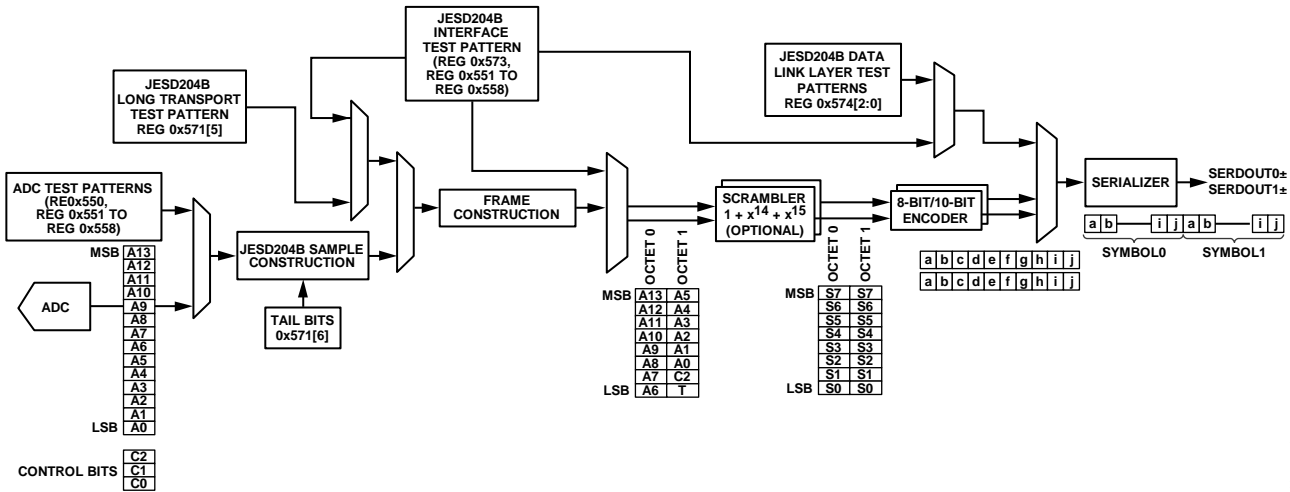 JESD204B
INTERFACE
TEST PATTERN
(REG 0x573,
REG 0x551 TO
REG 0x558)
JESD204B DATA
LINK LAYER TEST
PATTERNS
REG 0x574[2:0]
JESD204B
LONG TRANSPORT
TEST PATTERN
REG 0x571[5]
ADC TEST PATTERNS
(RE0x550,
REG 0x551 TO
REG 0x558)
MSB A13
A12
A11
A10
A9
A8
A7
A6
A5
A4
A3
A2
A1
LSB A0
ADC
CONTROL BITS
C2
C1
C0
JESD204B SAMPLE
CONSTRUCTION
TAIL BITS
0x571[6]
FRAME
CONSTRUCTION
OCTET 0
OCTET 1
MSB A13 A5
A12 A4
A11 A3
A10 A2
A9 A1
A8 A0
A7 C2
LSB A6 T
SCRAMBLER
1 + x14 + x15
(OPTIONAL)
OCTET 0
OCTET 1
MSB S7 S7
S6 S6
S5 S5
S4 S4
S3 S3
S2 S2
S1 S1
LSB S0 S0
8-BIT/10-BIT
ENCODER
a b c d e f g h i j
a b c d e f g h i j
SERIALIZER
SERDOUT0±
SERDOUT1±
a b i j a b i j
SYMBOL0 SYMBOL1